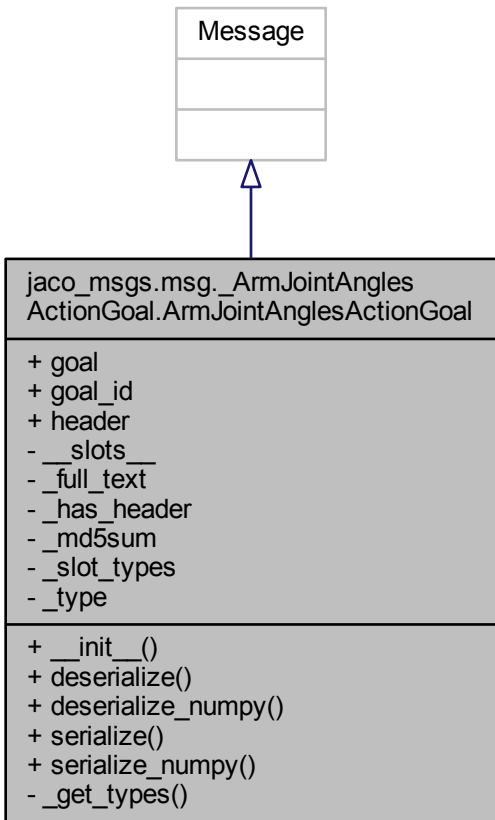 Message
jaco_msgs.msg._ArmJointAngles
ActionGoal.ArmJointAnglesActionGoal
+ goal
+ goal_id
+ header
- __slots__
- _full_text
- _has_header
- _md5sum
- _slot_types
- _type
+ __init__()
+ deserialize()
+ deserialize_numpy()
+ serialize()
+ serialize_numpy()
- _get_types()